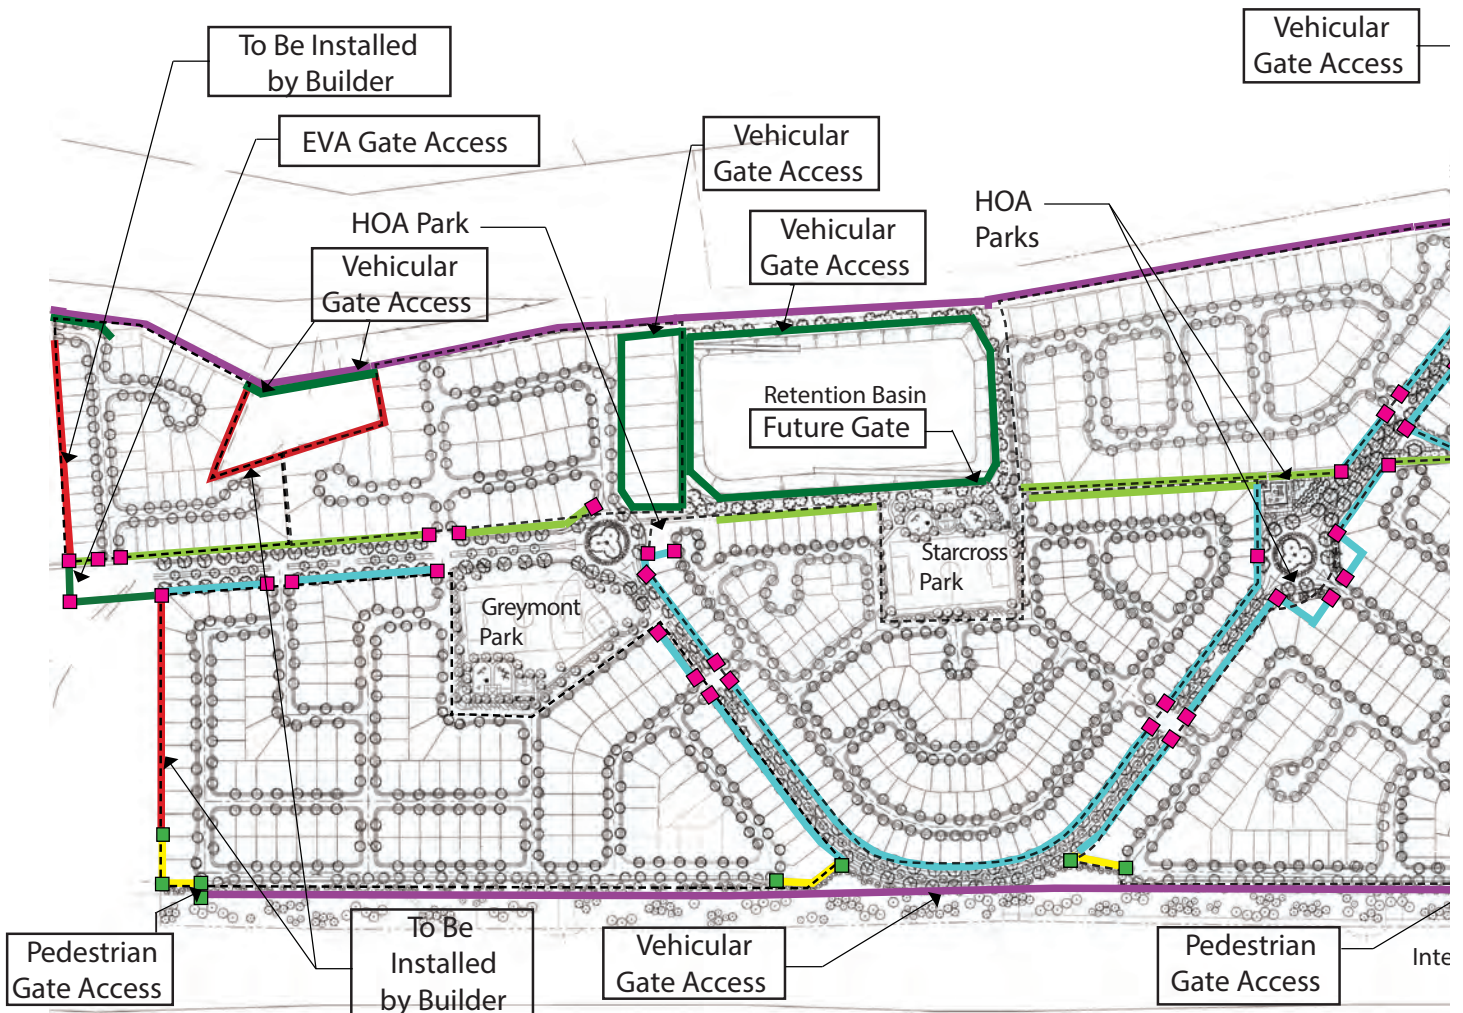 To Be Installed
by Builder
Vehicular
Gate Access
EVA Gate Access
Vehicular
Gate Access
HOA Park
HOA
Parks
Vehicular
Gate Access
Vehicular
Gate Access
Retention Basin
Future Gate
Starcross
Park
Greymont
Park
To Be
Installed
by Builder
Pedestrian
Gate Access
Vehicular
Gate Access
Pedestrian
Gate Access
Inte